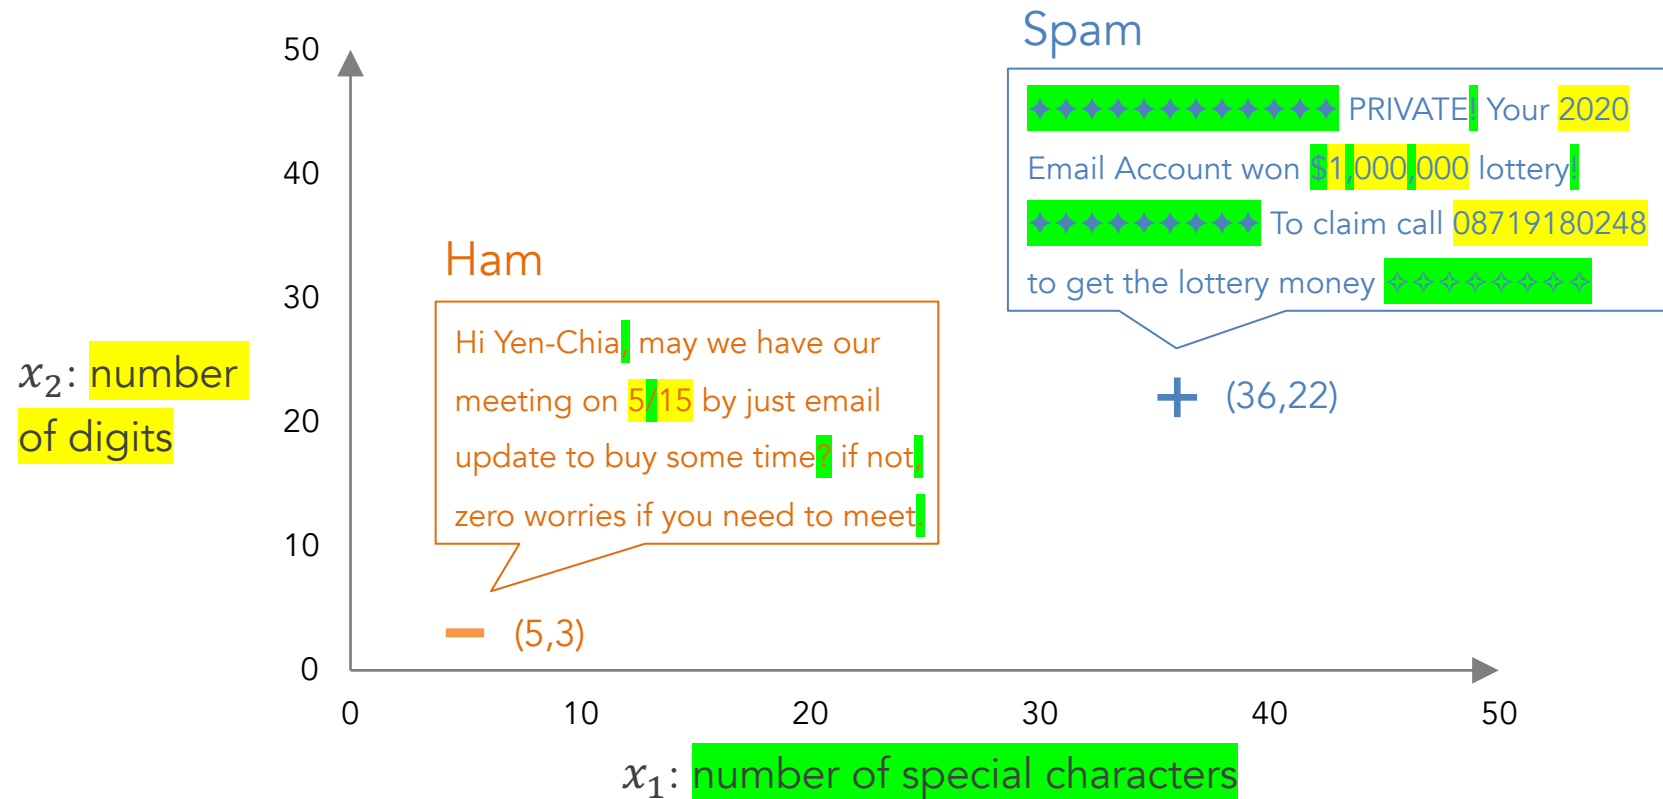 50
40
30
20
10
0
x₂: number
of digits
Ham
Hi Yen-Chia, may we have our
meeting on 5/15 by just email
update to buy some time? if not,
zero worries if you need to meet.
(5,3)
Spam
✦✦✦✦✦✦✦✦✦✦✦✦ PRIVATE! Your 2020
Email Account won $1,000,000 lottery!
✦✦✦✦✦✦✦✦✦ To claim call 08719180248
to get the lottery money ✧✧✧✧✧✧✧✧
+ (36,22)
0 10 20 30 40 50
x₁: number of special characters